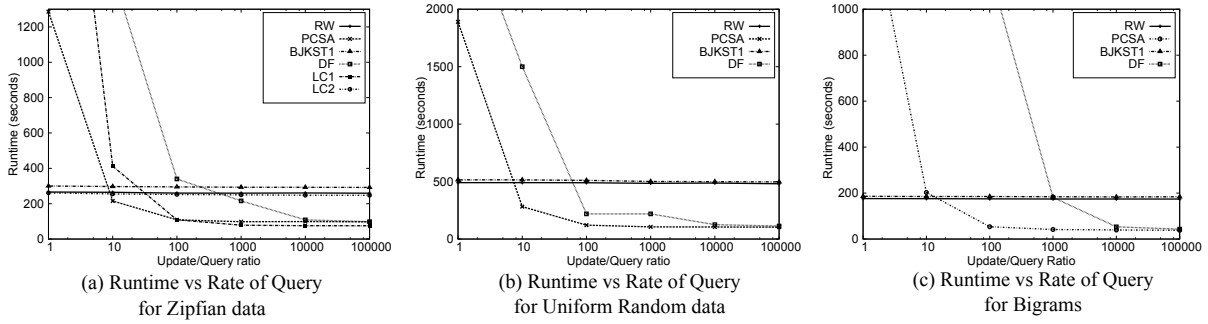 1200
1000
800
600
400
200
0
Runtime (seconds)
1
10
100
1000
10000
100000
Update/Query ratio
RW
PCSA
BJKST1
DF
LC1
LC2
(a) Runtime vs Rate of Query
for Zipfian data
2000
1500
1000
500
0
Runtime (seconds)
1
10
100
1000
10000
100000
Update/Query ratio
RW
PCSA
BJKST1
DF
(b) Runtime vs Rate of Query
for Uniform Random data
1000
800
600
400
200
0
Runtime (seconds)
1
10
100
1000
10000
100000
Update/Query Ratio
RW
PCSA
BJKST1
DF
(c) Runtime vs Rate of Query
for Bigrams